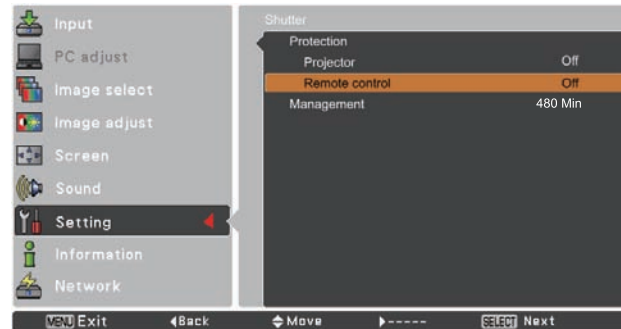 Input
PC adjust
Image select
Image adjust
Screen
Sound
Setting
Information
Network
Shutter
Protection
Projector Off
Remote control Off
Management 480 Min
MENU Exit ◀Back ◆Move ▶----- SELECT Next